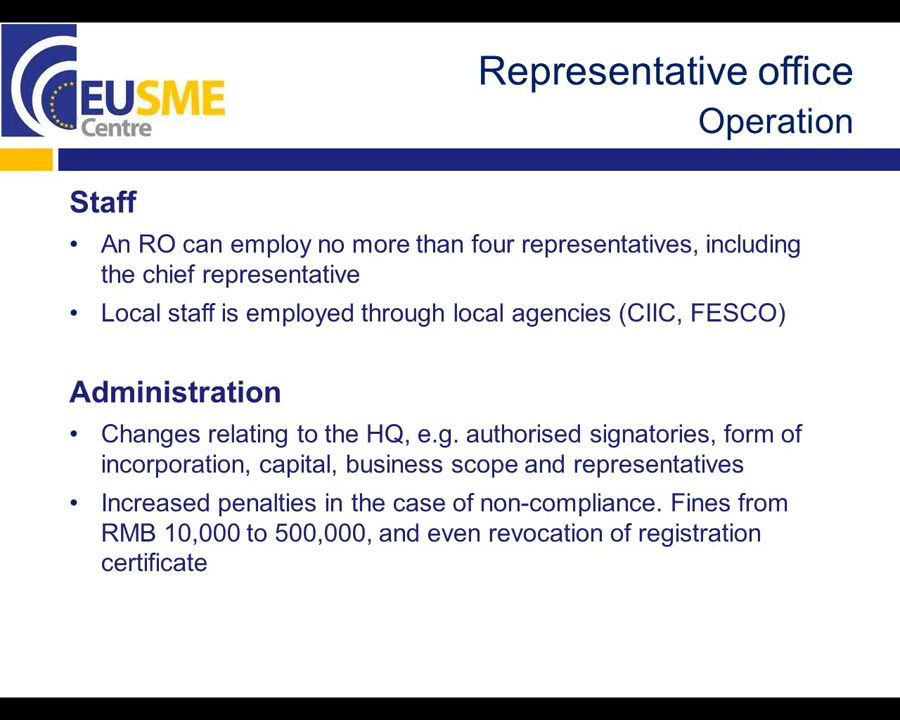 EUSME
Centre
Representative office
Operation
Staff
• An RO can employ no more than four representatives, including
the chief representative
• Local staff is employed through local agencies (CIIC, FESCO)
Administration
• Changes relating to the HQ, e.g. authorised signatories, form of
incorporation, capital, business scope and representatives
• Increased penalties in the case of non-compliance. Fines from
RMB 10,000 to 500,000, and even revocation of registration
certificate